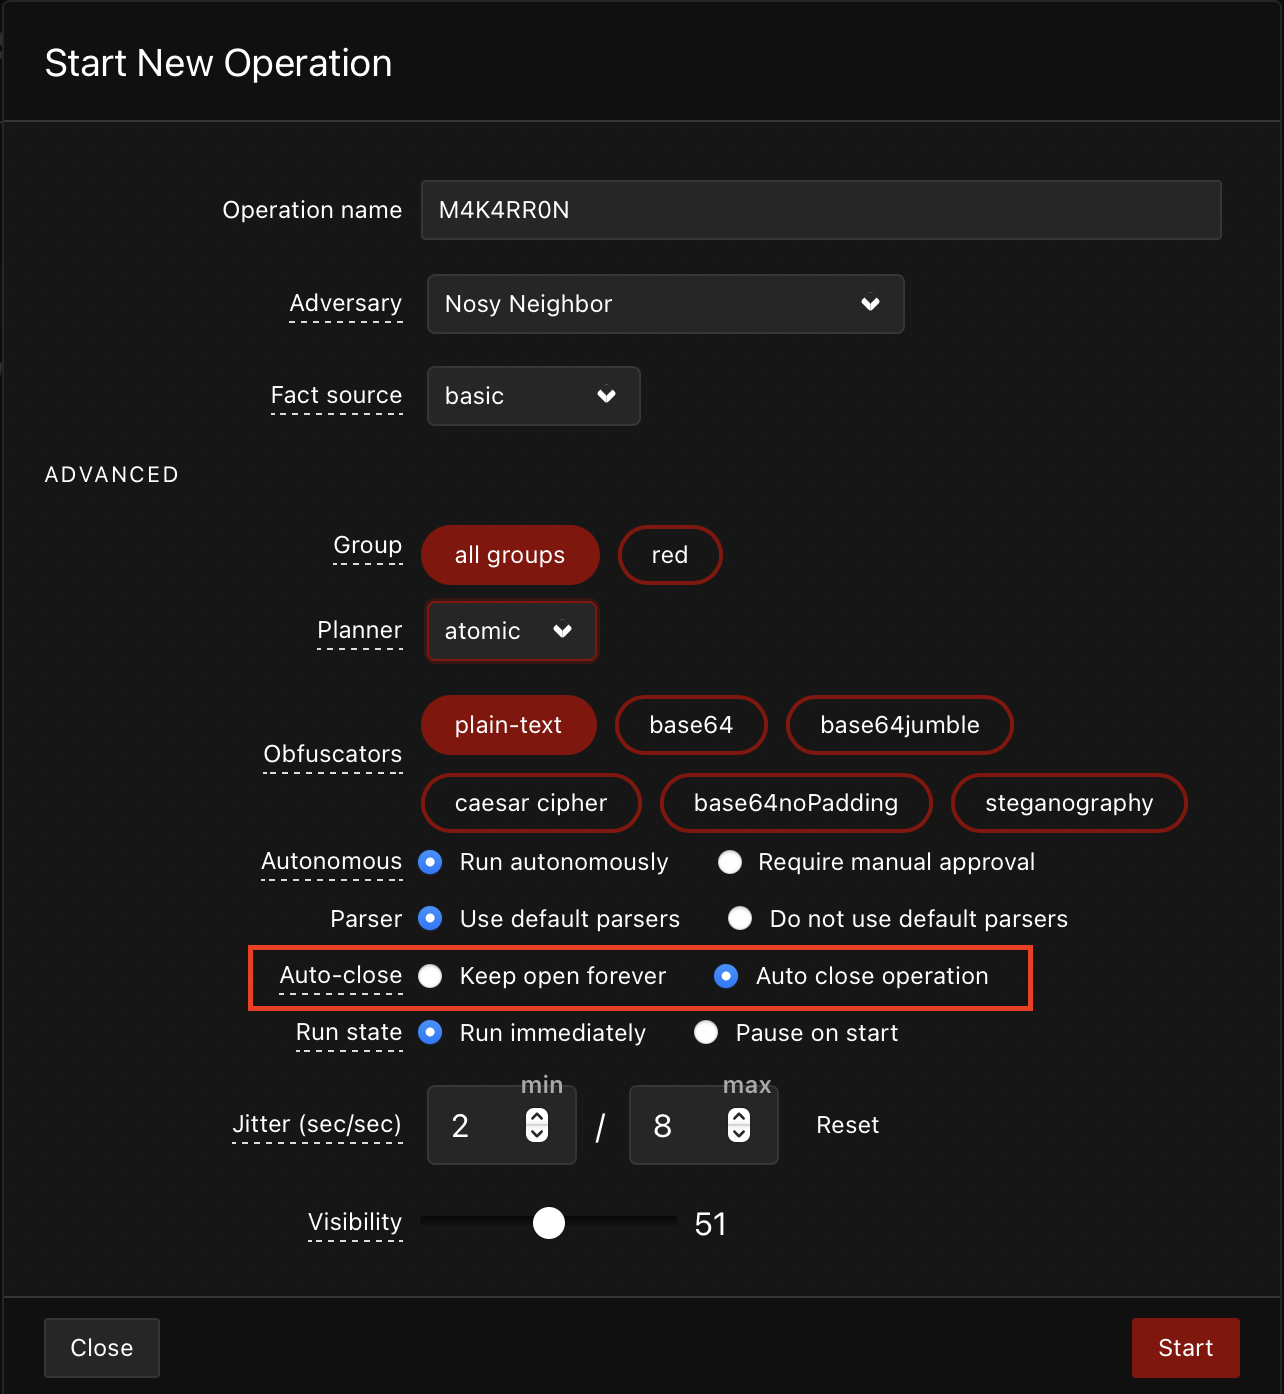 Start New Operation
Operation name M4K4RR0N
Adversary Nosy Neighbor
Fact source basic
ADVANCED
Group all groups red
Planner atomic
Obfuscators plain-text base64 base64jumble
caesar cipher base64noPadding steganography
Autonomous Run autonomously Require manual approval
Parser Use default parsers Do not use default parsers
Auto-close Keep open forever Auto close operation
Run state Run immediately Pause on start
min max
Jitter (sec/sec) 2 / 8 Reset
Visibility 51
Close Start